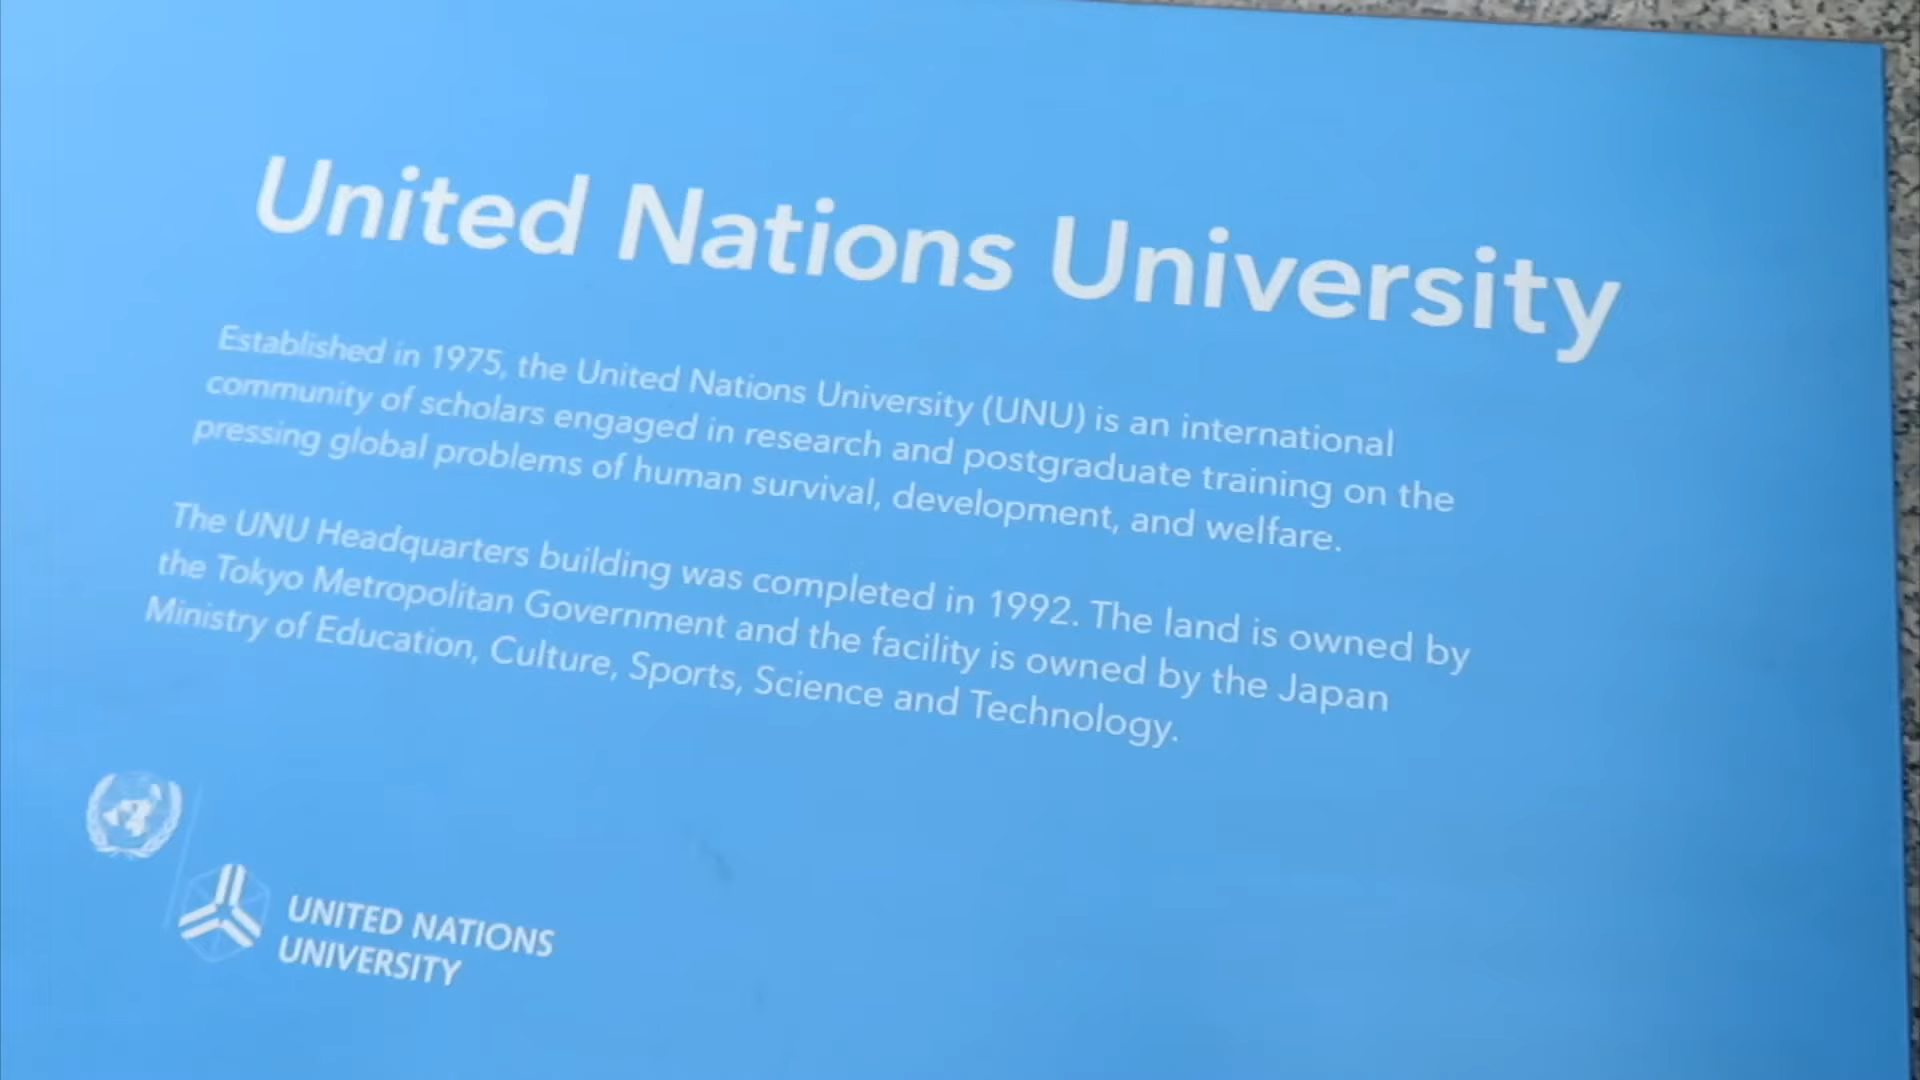 United Nations University
Established in 1975, the United Nations University (UNU) is an international
community of scholars engaged in research and postgraduate training on the
pressing global problems of human survival, development, and welfare.
The UNU Headquarters building was completed in 1992. The land is owned by
the Tokyo Metropolitan Government and the facility is owned by the Japan
Ministry of Education, Culture, Sports, Science and Technology.
UNITED NATIONS
UNIVERSITY